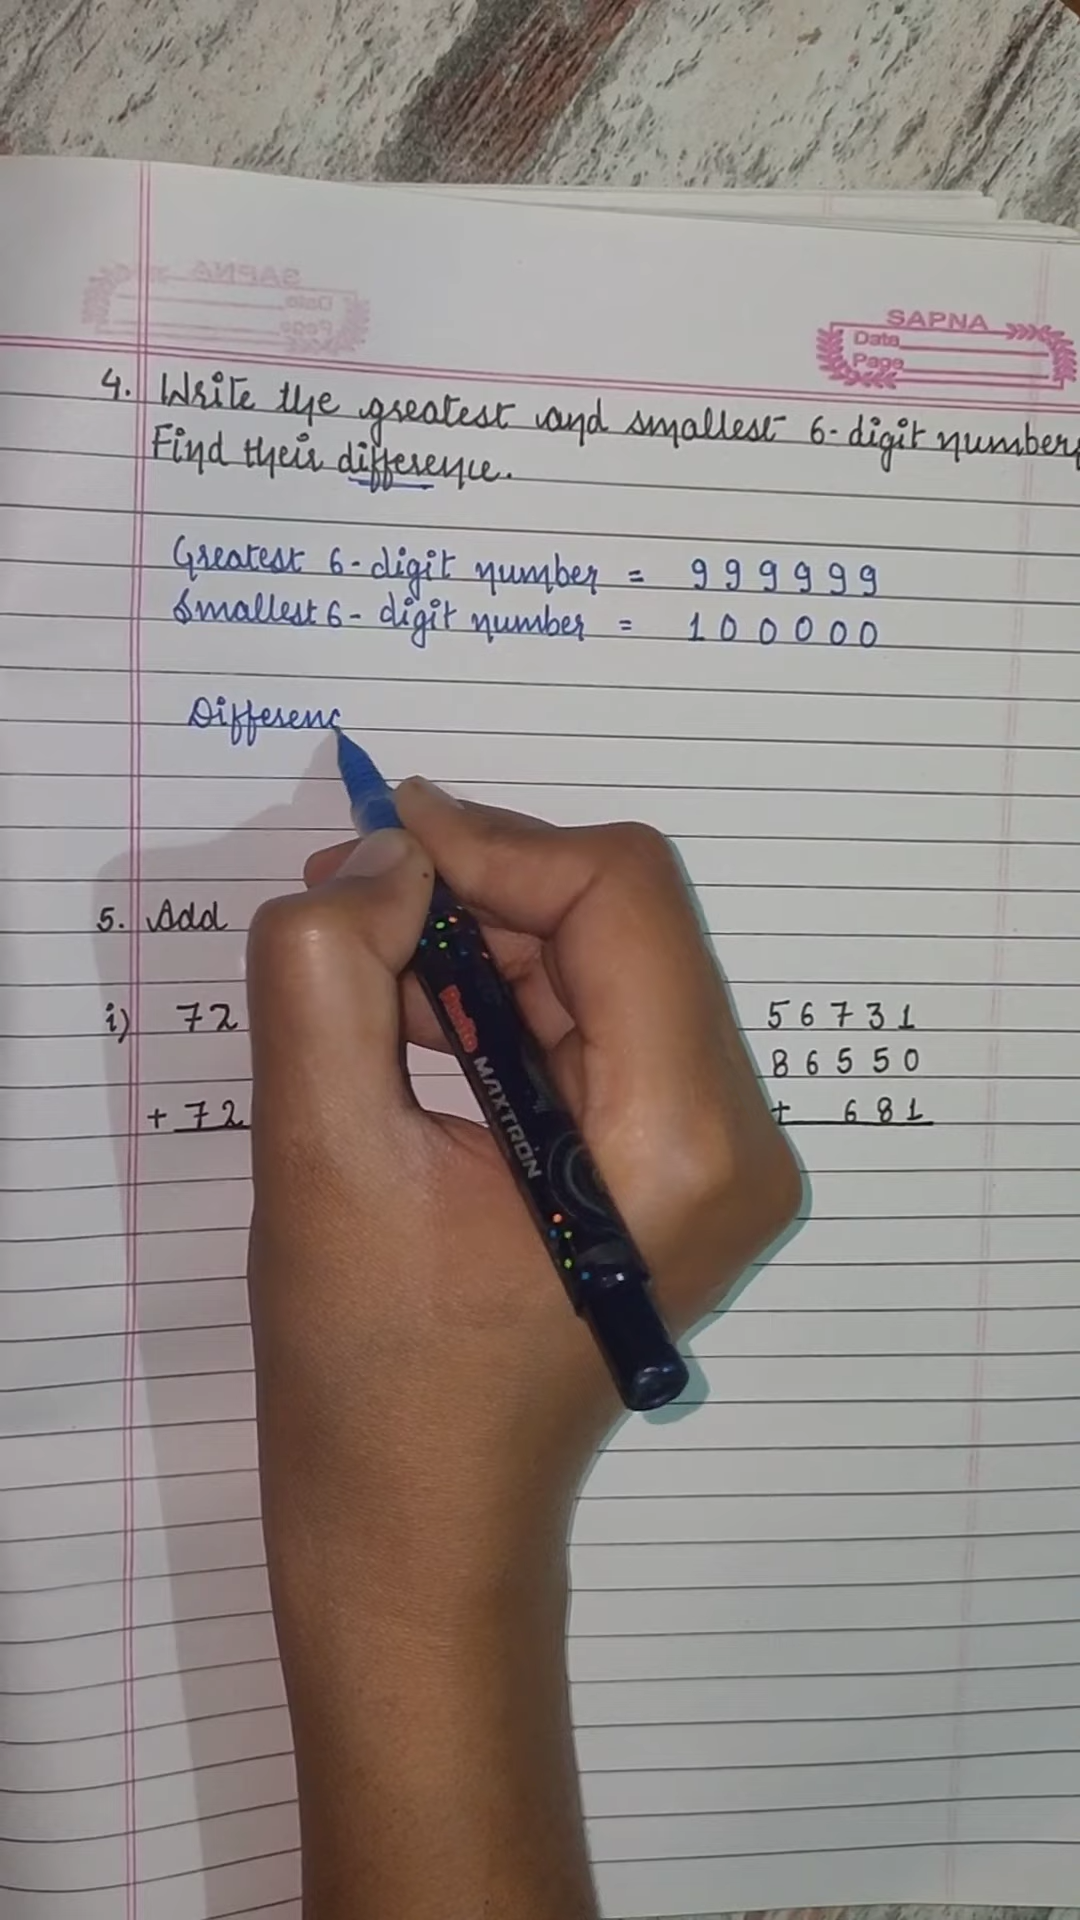 SAPNA
Date
Page
4. Write the greatest and smallest 6-digit number,
Find their difference.
Greatest 6-digit number = 999999
Smallest 6-digit number = 100000
Differenc
5. Add
i) 72
+ 72
56731
86550
+ 681
MAXTRON